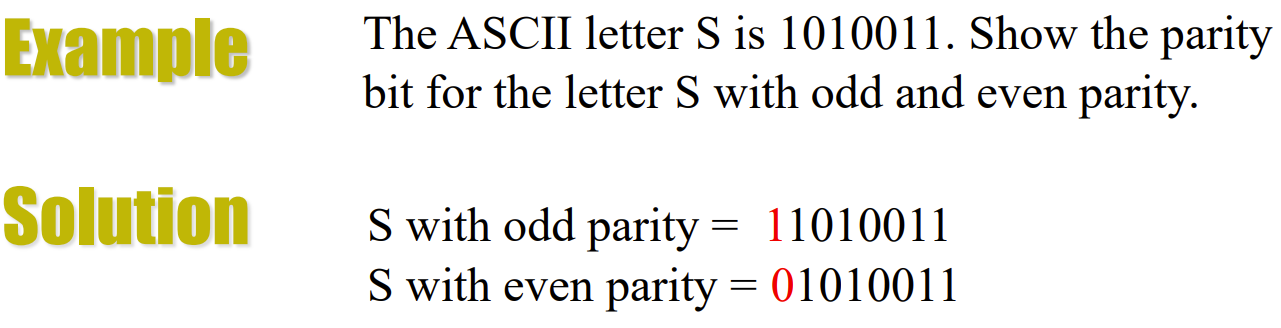 Example
The ASCII letter S is 1010011. Show the parity
bit for the letter S with odd and even parity.
Solution
S with odd parity = 11010011
S with even parity = 01010011